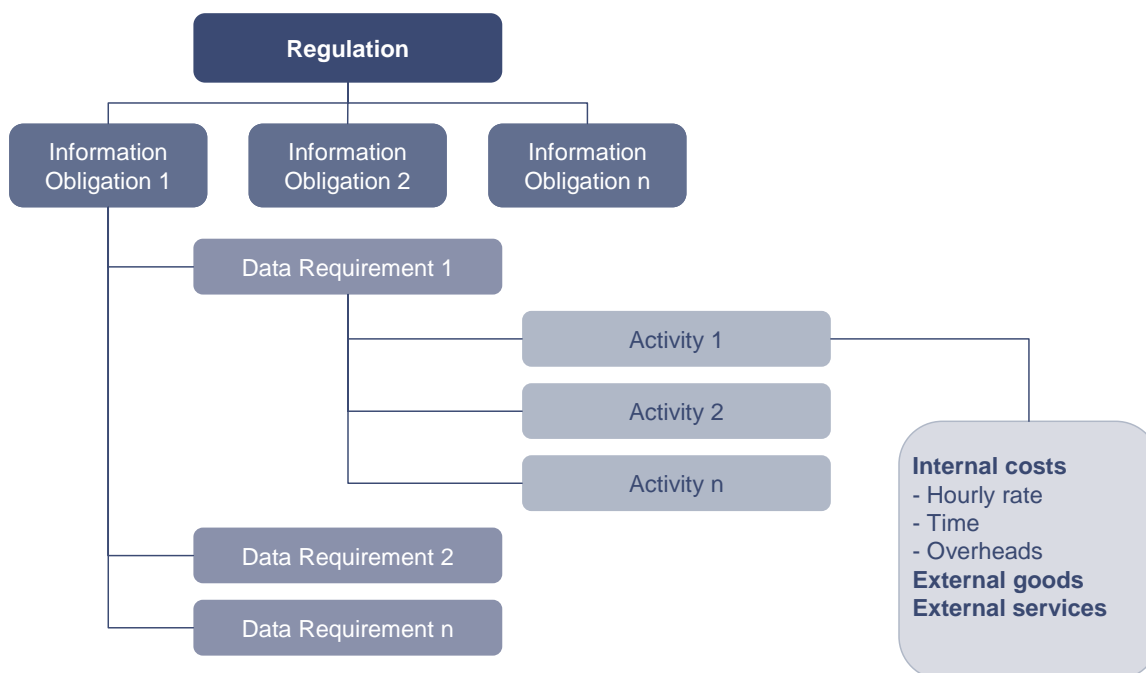 Regulation
Information
Obligation 1
Information
Obligation 2
Information
Obligation n
Data Requirement 1
Activity 1
Activity 2
Activity n
Internal costs
- Hourly rate
- Time
- Overheads
External goods
External services
Data Requirement 2
Data Requirement n